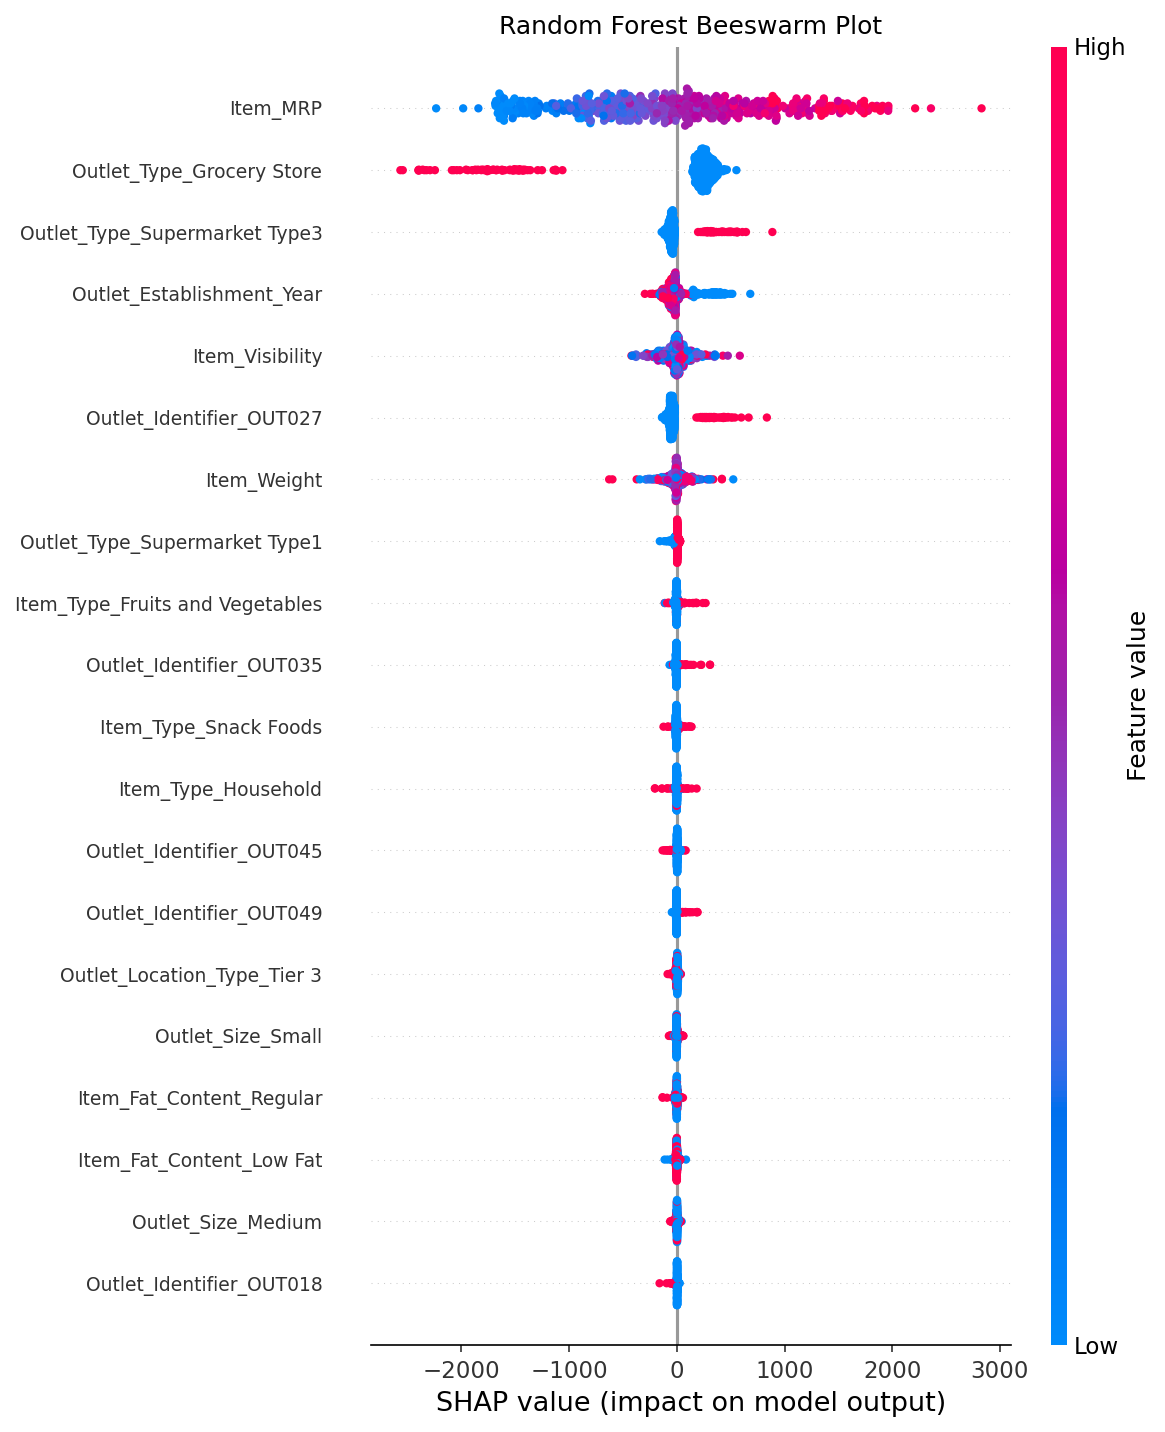 Random Forest Beeswarm Plot
High
Item_MRP
Outlet_Type_Grocery Store
Outlet_Type_Supermarket Type3
Outlet_Establishment_Year
Item_Visibility
Outlet_Identifier_OUT027
Item_Weight
Outlet_Type_Supermarket Type1
Item_Type_Fruits and Vegetables
Outlet_Identifier_OUT035
Item_Type_Snack Foods
Item_Type_Household
Outlet_Identifier_OUT045
Outlet_Identifier_OUT049
Outlet_Location_Type_Tier 3
Outlet_Size_Small
Item_Fat_Content_Regular
Item_Fat_Content_Low Fat
Outlet_Size_Medium
Outlet_Identifier_OUT018
Feature value
Low
−2000 −1000 0 1000 2000 3000
SHAP value (impact on model output)